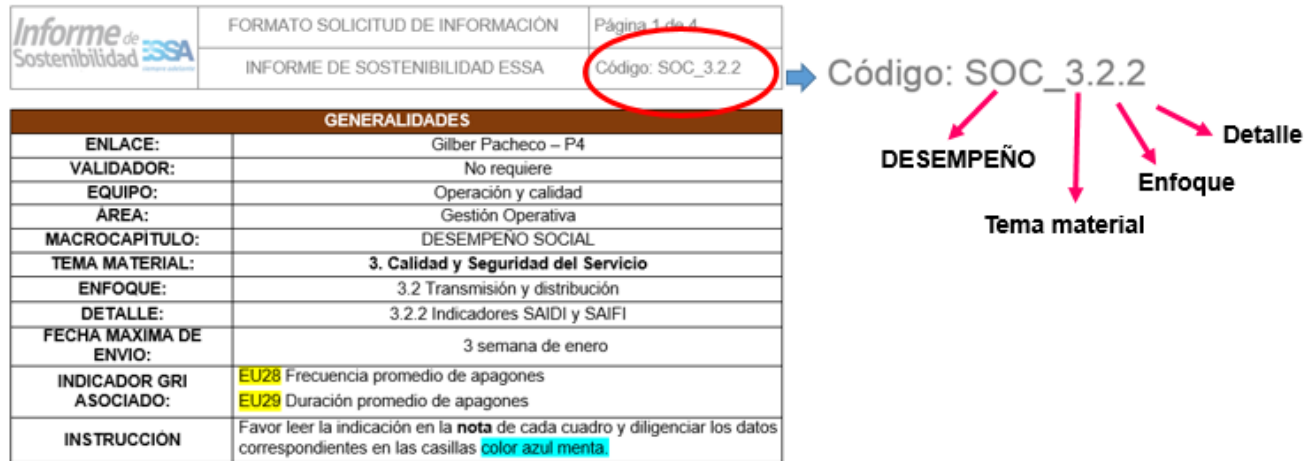 Informe de
Sostenibilidad ESSA
siempre adelante
FORMATO SOLICITUD DE INFORMACIÓN
Página 1 de 4
INFORME DE SOSTENIBILIDAD ESSA
Código: SOC_3.2.2
GENERALIDADES
ENLACE: Gilber Pacheco – P4
VALIDADOR: No requiere
EQUIPO: Operación y calidad
ÁREA: Gestión Operativa
MACROCAPÍTULO: DESEMPEÑO SOCIAL
TEMA MATERIAL: 3. Calidad y Seguridad del Servicio
ENFOQUE: 3.2 Transmisión y distribución
DETALLE: 3.2.2 Indicadores SAIDI y SAIFI
FECHA MAXIMA DE
ENVIO:
3 semana de enero
INDICADOR GRI
ASOCIADO:
EU28 Frecuencia promedio de apagones
EU29 Duración promedio de apagones
INSTRUCCIÓN
Favor leer la indicación en la nota de cada cuadro y diligenciar los datos
correspondientes en las casillas color azul menta.
Código: SOC_3.2.2
DESEMPEÑO
Tema material
Enfoque
Detalle